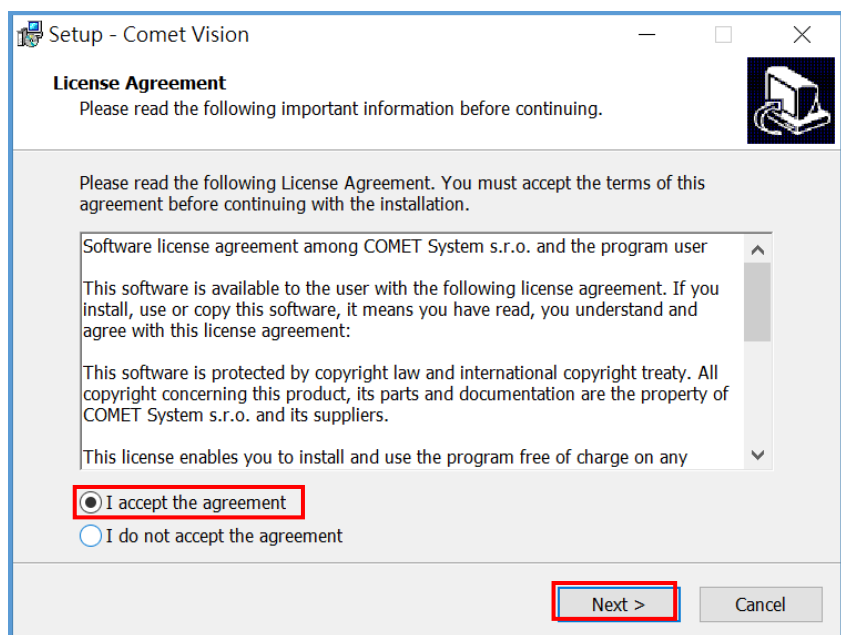 Setup - Comet Vision
License Agreement
Please read the following important information before continuing.
Please read the following License Agreement. You must accept the terms of this
agreement before continuing with the installation.
Software license agreement among COMET System s.r.o. and the program user
This software is available to the user with the following license agreement. If you
install, use or copy this software, it means you have read, you understand and
agree with this license agreement:
This software is protected by copyright law and international copyright treaty. All
copyright concerning this product, its parts and documentation are the property of
COMET System s.r.o. and its suppliers.
This license enables you to install and use the program free of charge on any
I accept the agreement
I do not accept the agreement
Next >
Cancel